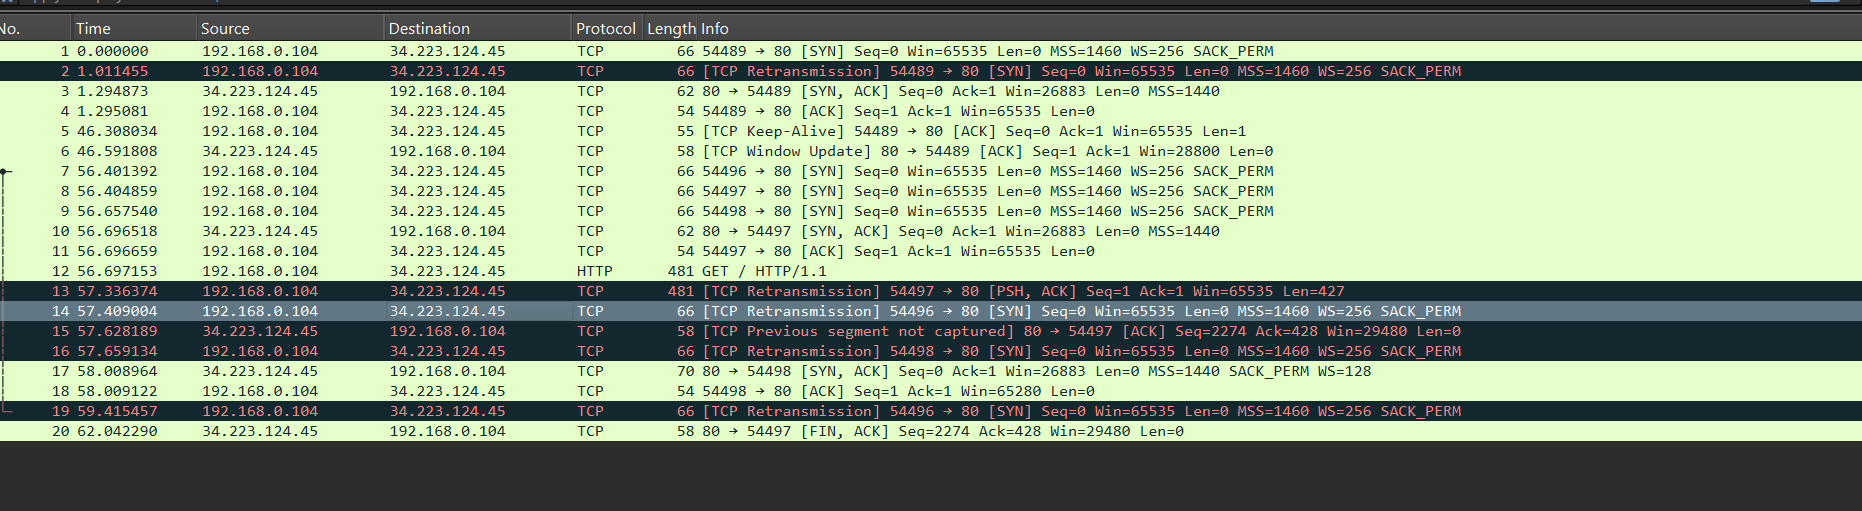 No. Time Source Destination Protocol Length Info
1 0.000000 192.168.0.104 34.223.124.45 TCP 66 54489 → 80 [SYN] Seq=0 Win=65535 Len=0 MSS=1460 WS=256 SACK_PERM
2 1.011455 192.168.0.104 34.223.124.45 TCP 66 [TCP Retransmission] 54489 → 80 [SYN] Seq=0 Win=65535 Len=0 MSS=1460 WS=256 SACK_PERM
3 1.294873 34.223.124.45 192.168.0.104 TCP 62 80 → 54489 [SYN, ACK] Seq=0 Ack=1 Win=26883 Len=0 MSS=1440
4 1.295081 192.168.0.104 34.223.124.45 TCP 54 54489 → 80 [ACK] Seq=1 Ack=1 Win=65535 Len=0
5 46.308034 192.168.0.104 34.223.124.45 TCP 55 [TCP Keep-Alive] 54489 → 80 [ACK] Seq=0 Ack=1 Win=65535 Len=1
6 46.591808 34.223.124.45 192.168.0.104 TCP 58 [TCP Window Update] 80 → 54489 [ACK] Seq=1 Ack=1 Win=28800 Len=0
7 56.401392 192.168.0.104 34.223.124.45 TCP 66 54496 → 80 [SYN] Seq=0 Win=65535 Len=0 MSS=1460 WS=256 SACK_PERM
8 56.404859 192.168.0.104 34.223.124.45 TCP 66 54497 → 80 [SYN] Seq=0 Win=65535 Len=0 MSS=1460 WS=256 SACK_PERM
9 56.657540 192.168.0.104 34.223.124.45 TCP 66 54498 → 80 [SYN] Seq=0 Win=65535 Len=0 MSS=1460 WS=256 SACK_PERM
10 56.696518 34.223.124.45 192.168.0.104 TCP 62 80 → 54497 [SYN, ACK] Seq=0 Ack=1 Win=26883 Len=0 MSS=1440
11 56.696659 192.168.0.104 34.223.124.45 TCP 54 54497 → 80 [ACK] Seq=1 Ack=1 Win=65535 Len=0
12 56.697153 192.168.0.104 34.223.124.45 HTTP 481 GET / HTTP/1.1
13 57.336374 192.168.0.104 34.223.124.45 TCP 481 [TCP Retransmission] 54497 → 80 [PSH, ACK] Seq=1 Ack=1 Win=65535 Len=427
14 57.409004 192.168.0.104 34.223.124.45 TCP 66 [TCP Retransmission] 54496 → 80 [SYN] Seq=0 Win=65535 Len=0 MSS=1460 WS=256 SACK_PERM
15 57.628189 34.223.124.45 192.168.0.104 TCP 58 [TCP Previous segment not captured] 80 → 54497 [ACK] Seq=2274 Ack=428 Win=29480 Len=0
16 57.659134 192.168.0.104 34.223.124.45 TCP 66 [TCP Retransmission] 54498 → 80 [SYN] Seq=0 Win=65535 Len=0 MSS=1460 WS=256 SACK_PERM
17 58.008964 34.223.124.45 192.168.0.104 TCP 70 80 → 54498 [SYN, ACK] Seq=0 Ack=1 Win=26883 Len=0 MSS=1440 SACK_PERM WS=128
18 58.009122 192.168.0.104 34.223.124.45 TCP 54 54498 → 80 [ACK] Seq=1 Ack=1 Win=65280 Len=0
19 59.415457 192.168.0.104 34.223.124.45 TCP 66 [TCP Retransmission] 54496 → 80 [SYN] Seq=0 Win=65535 Len=0 MSS=1460 WS=256 SACK_PERM
20 62.042290 34.223.124.45 192.168.0.104 TCP 58 80 → 54497 [FIN, ACK] Seq=2274 Ack=428 Win=29480 Len=0